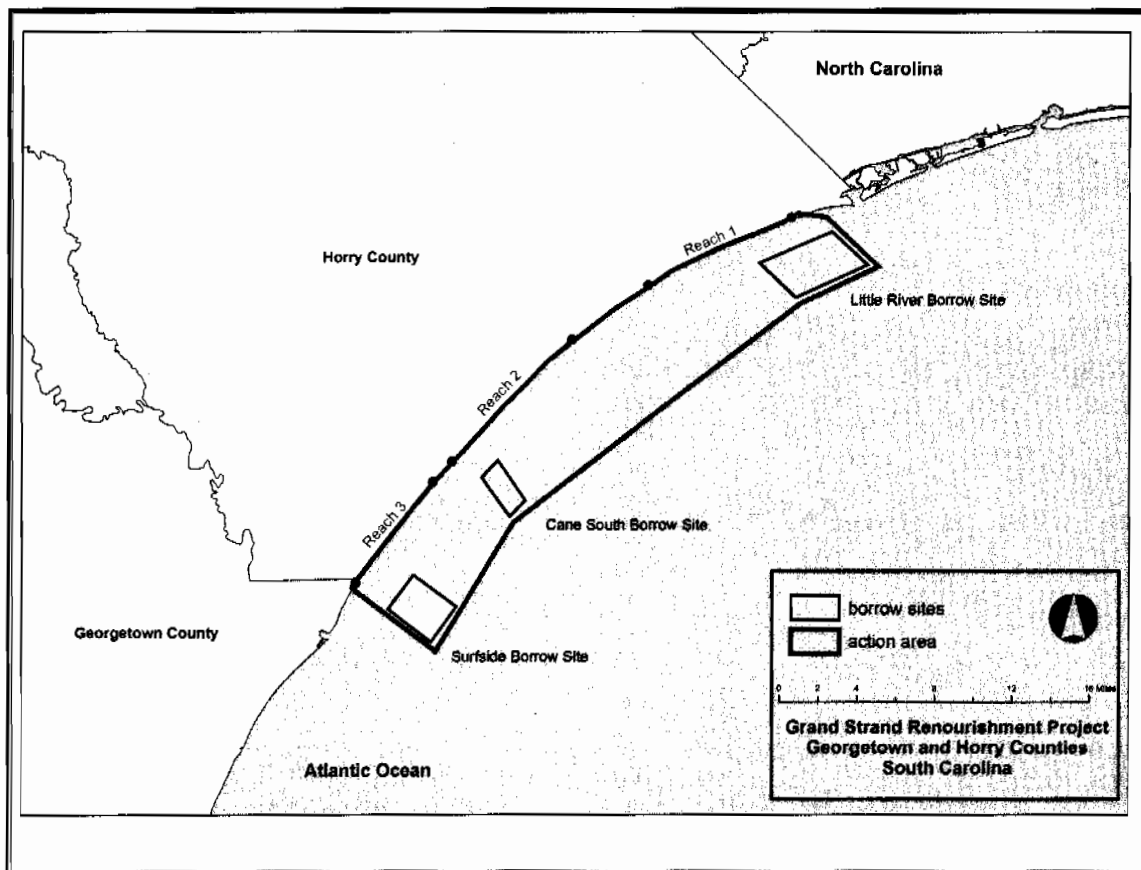 North Carolina
Reach 1
Horry County
Little River Borrow Site
Reach 2
Cane South Borrow Site
Reach 3
Georgetown County
Surfside Borrow Site
Atlantic Ocean
borrow sites
action area
0 2 4 8 12 16 Miles
Grand Strand Renourishment Project
Georgetown and Horry Counties
South Carolina